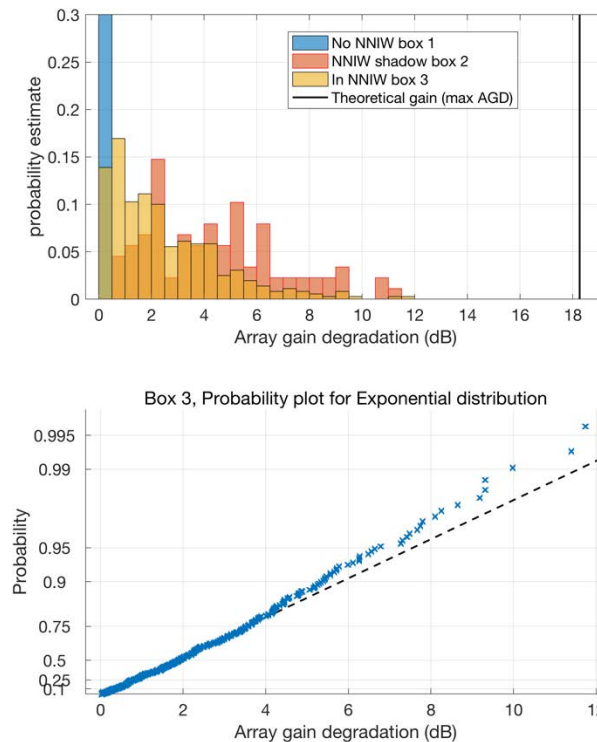 0.3
0.25
0.2
0.15
0.1
0.05
0
probability estimate
No NNIW box 1
NNIW shadow box 2
In NNIW box 3
Theoretical gain (max AGD)
0 2 4 6 8 10 12 14 16 18
Array gain degradation (dB)
Box 3, Probability plot for Exponential distribution
0.995
0.99
0.95
0.9
0.75
0.5
0.25
0.1
Probability
0 2 4 6 8 10 12
Array gain degradation (dB)